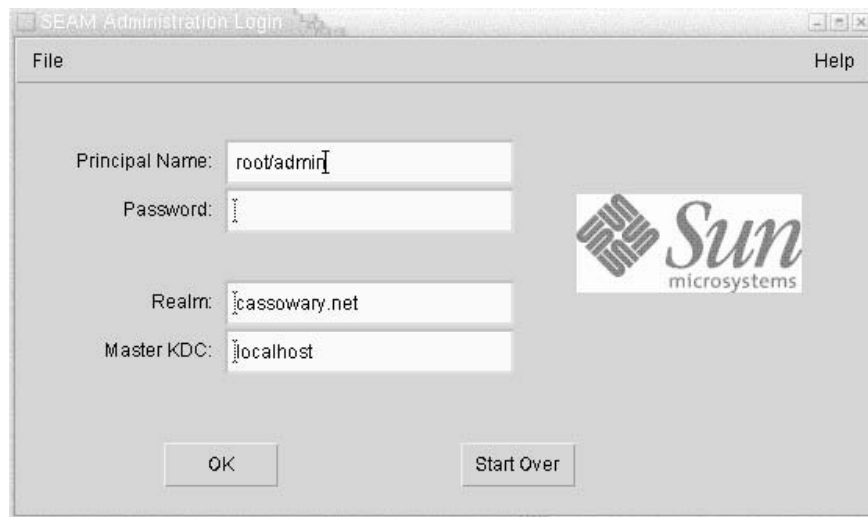 SEAM Administration Login
File Help
Principal Name: root/admin
Password:
Sun
microsystems
Realm: cassowary.net
Master KDC: localhost
OK Start Over